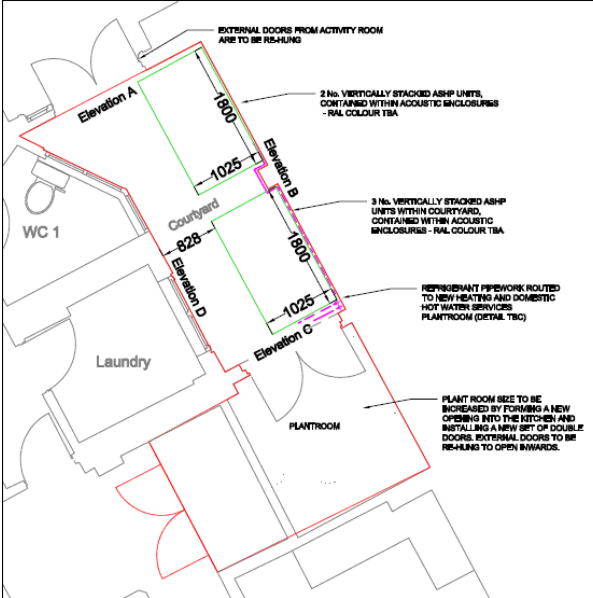 EXTERNAL DOORS FROM ACTIVITY ROOM
ARE TO BE RE-HUNG
Elevation A
1800
2 No. VERTICALLY STACKED ASHP UNITS,
CONTAINED WITHIN ACOUSTIC ENCLOSURES
- RAL COLOUR TBA
1025
Elevation B
WC 1
Courtyard
828
3 No. VERTICALLY STACKED ASHP
UNITS WITHIN COURTYARD,
CONTAINED WITHIN ACOUSTIC
ENCLOSURES - RAL COLOUR TBA
1800
Elevation D
1025
REFRIGERANT PIPEWORK ROUTED
TO NEW HEATING AND DOMESTIC
HOT WATER SERVICES
PLANTROOM (DETAIL TBC)
Elevation C
Laundry
PLANTROOM
PLANT ROOM SIZE TO BE
INCREASED BY FORMING A NEW
OPENING INTO THE KITCHEN AND
INSTALLING A NEW SET OF DOUBLE
DOORS. EXTERNAL DOORS TO BE
RE-HUNG TO OPEN INWARDS.